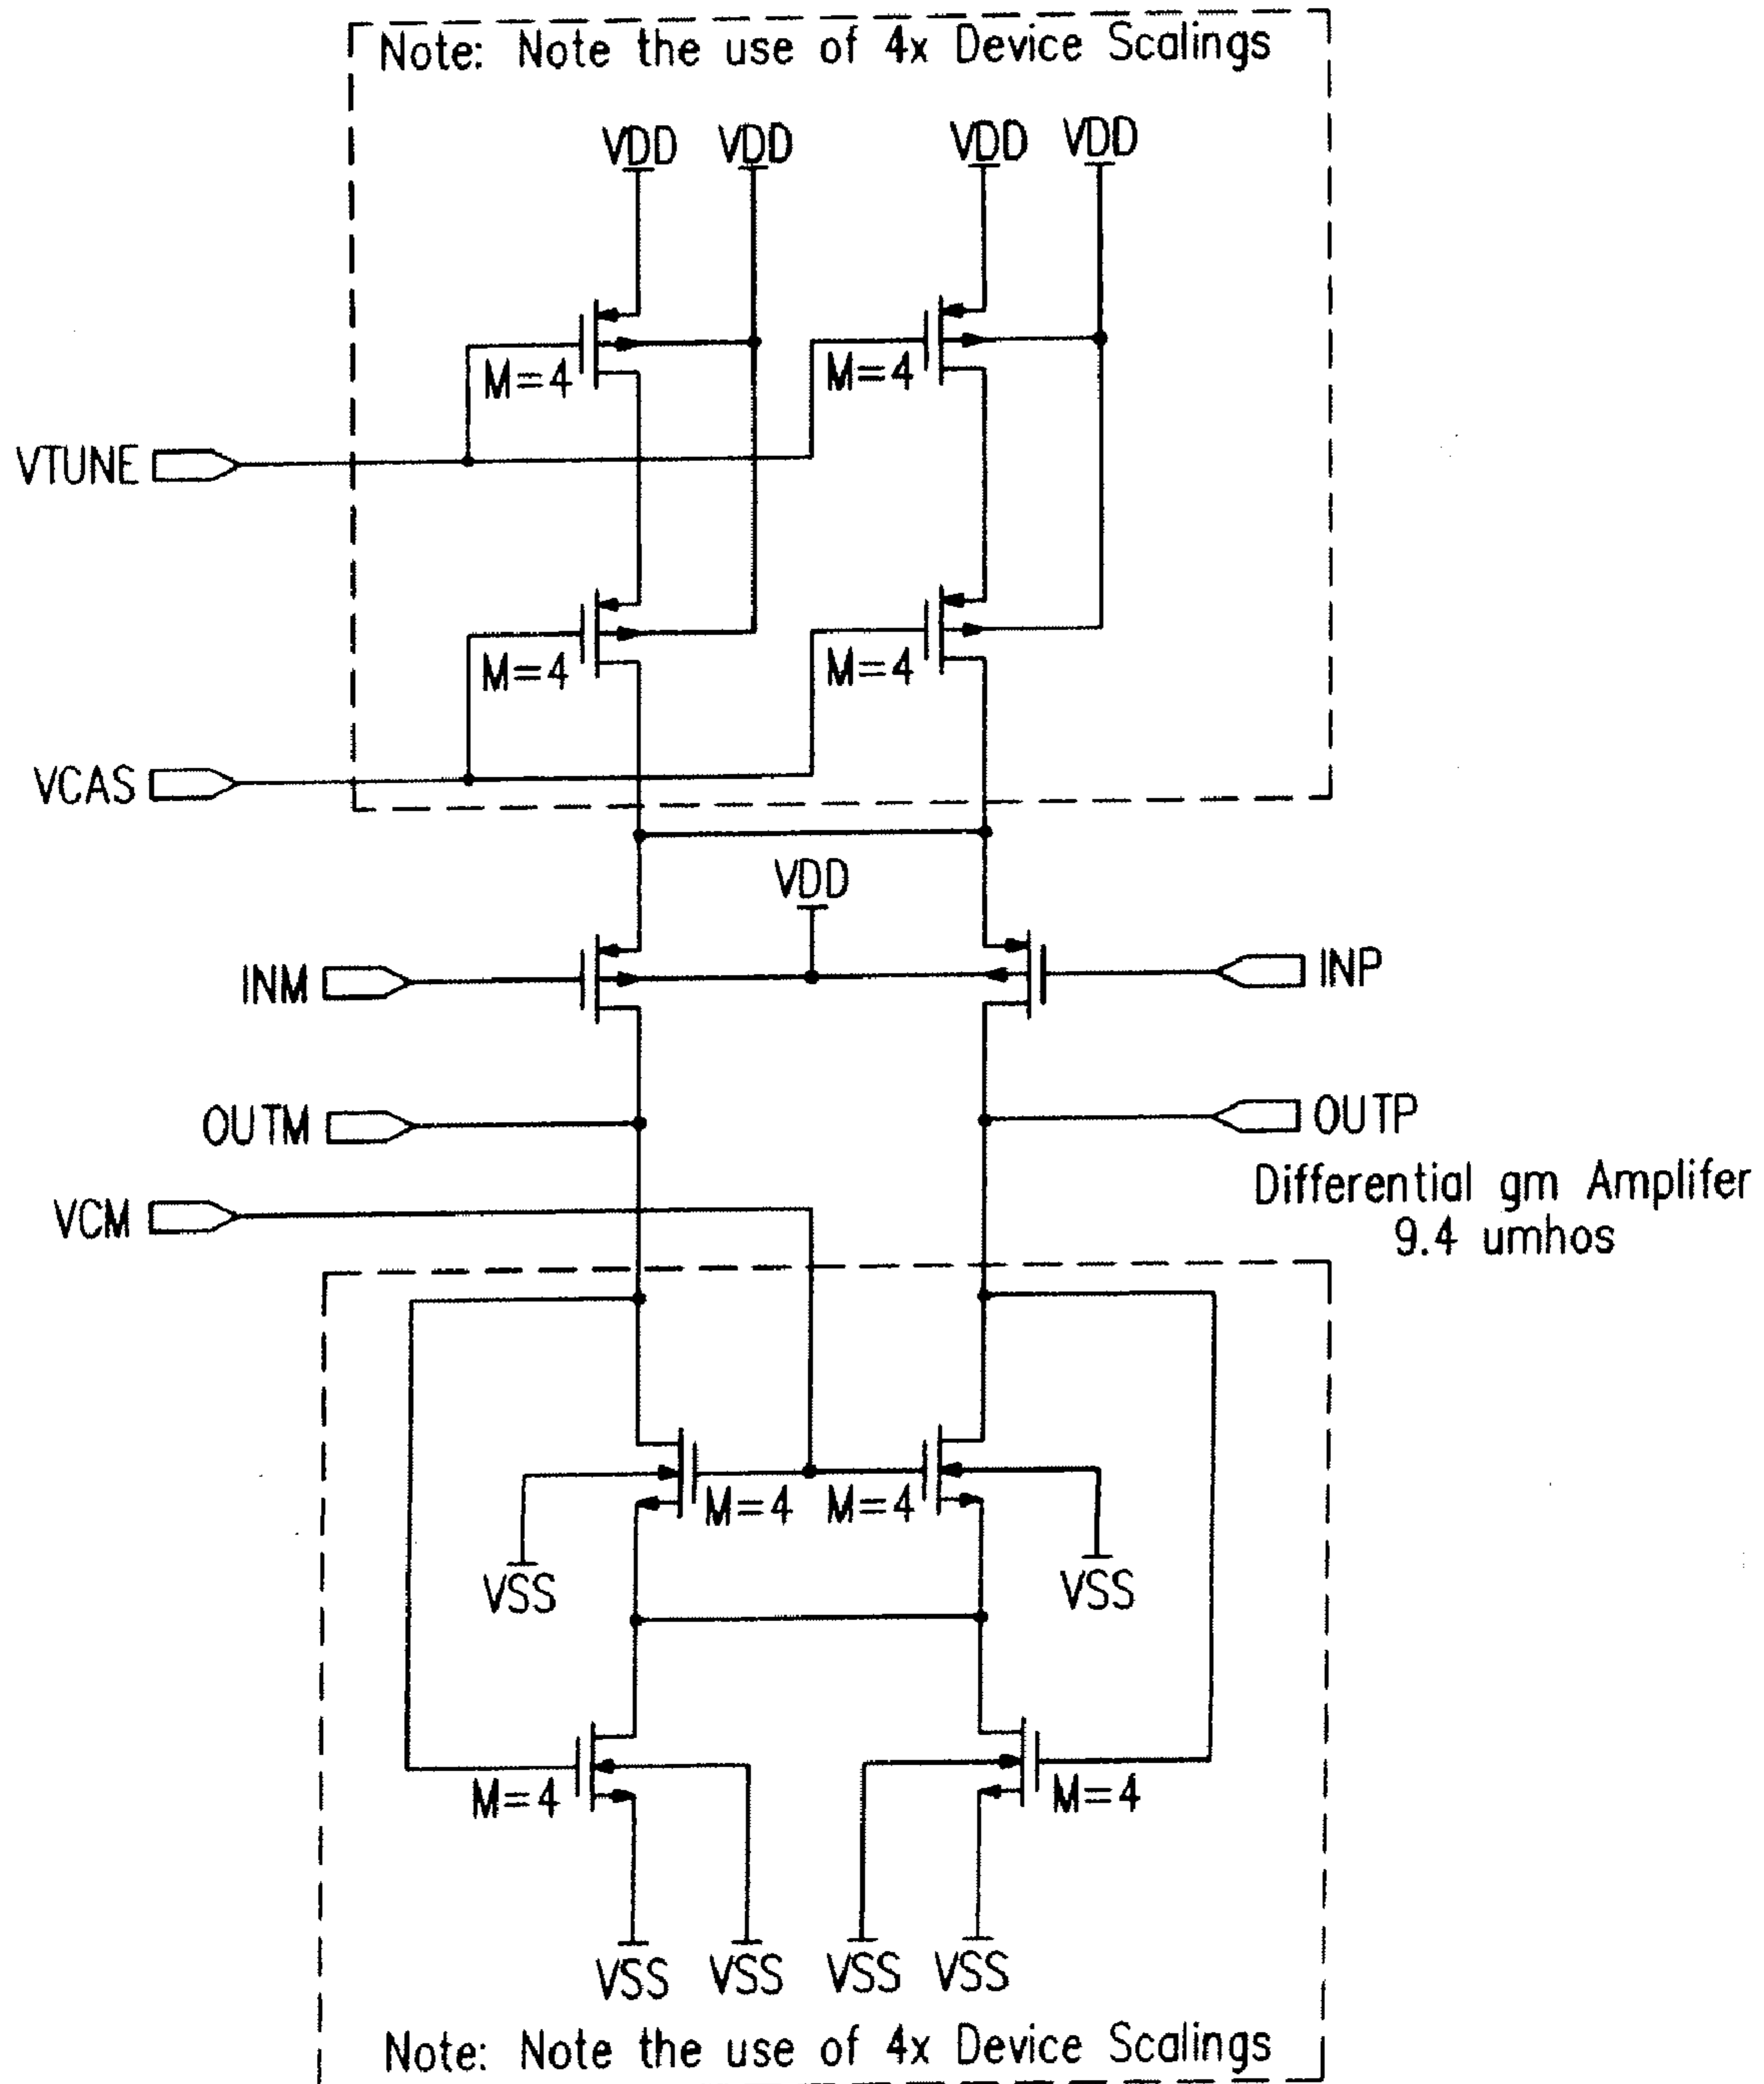 Note: Note the use of 4x Device Scalings
VDD VDD VDD VDD
M=4 M=4
VTUNE
M=4 M=4
VCAS
VDD
INM INP
OUTM OUTP
Differential gm Amplifer
9.4 umhos
VCM
M=4 M=4
VSS VSS
M=4 M=4
VSS VSS VSS VSS
Note: Note the use of 4x Device Scalings